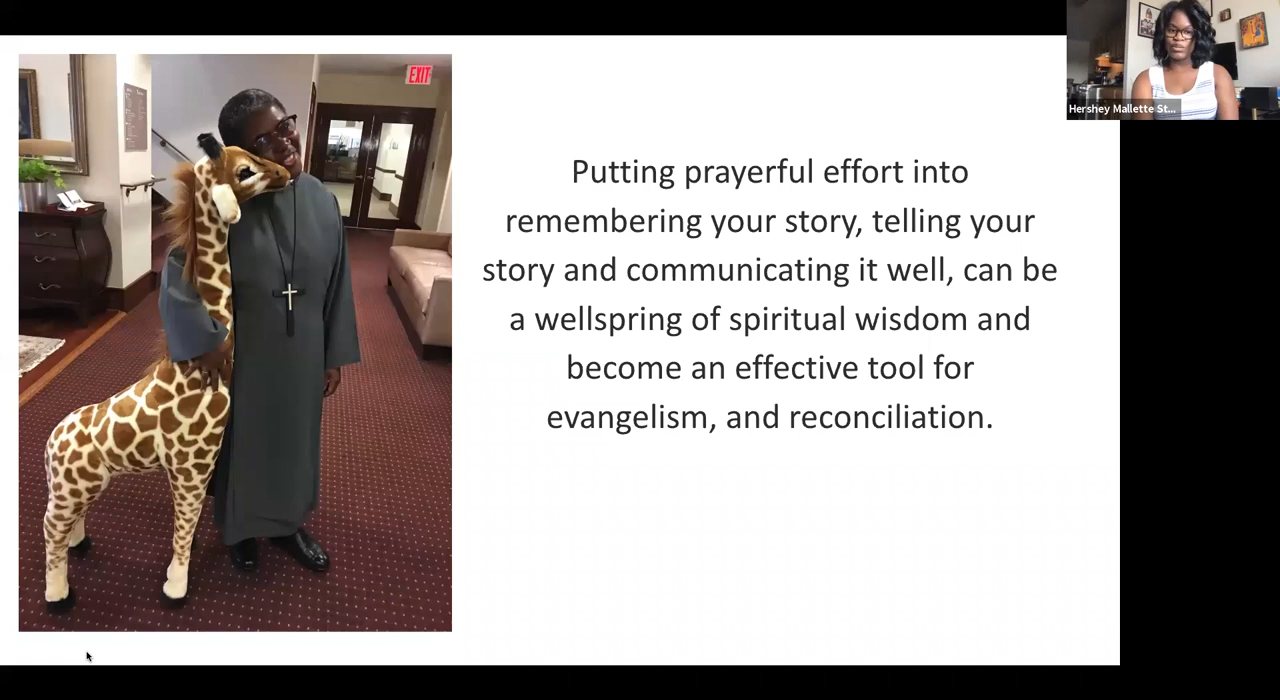 EXIT
Putting prayerful effort into
remembering your story, telling your
story and communicating it well, can be
a wellspring of spiritual wisdom and
become an effective tool for
evangelism, and reconciliation.
Hershey Mallette St...